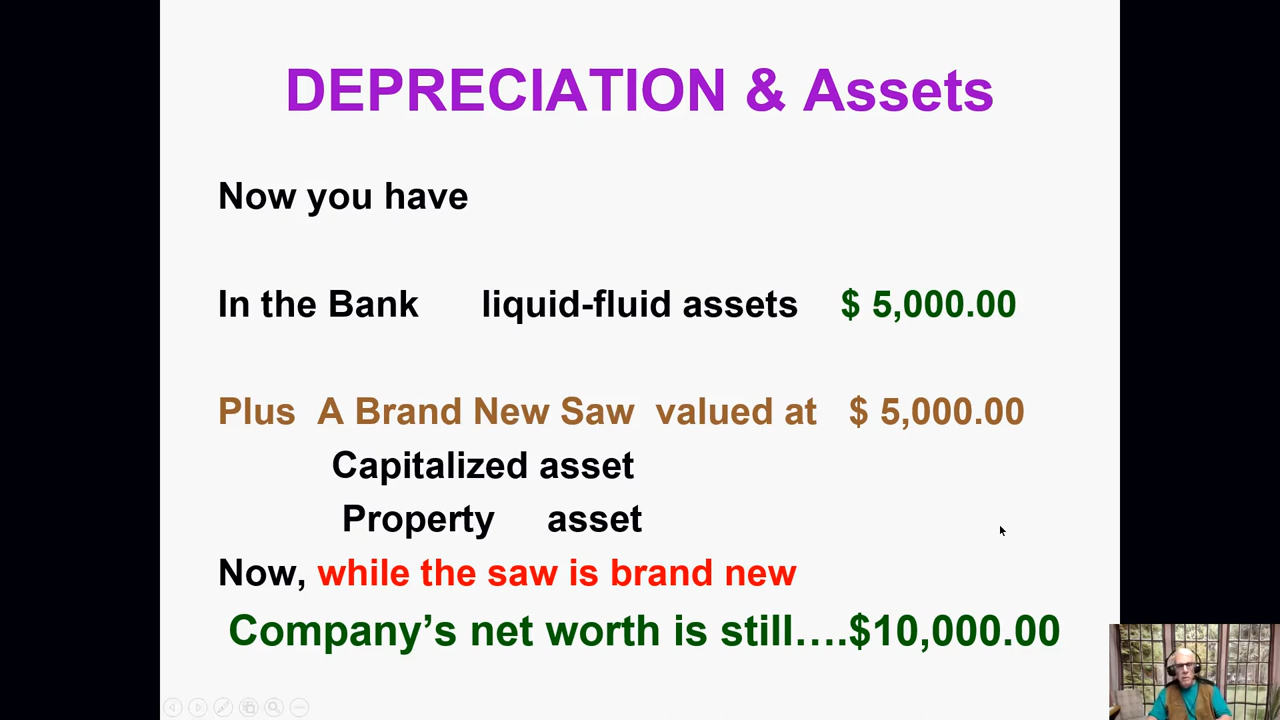 DEPRECIATION & Assets
Now you have
In the Bank liquid-fluid assets $ 5,000.00
Plus A Brand New Saw valued at $ 5,000.00
Capitalized asset
Property asset
Now, while the saw is brand new
Company’s net worth is still….$10,000.00